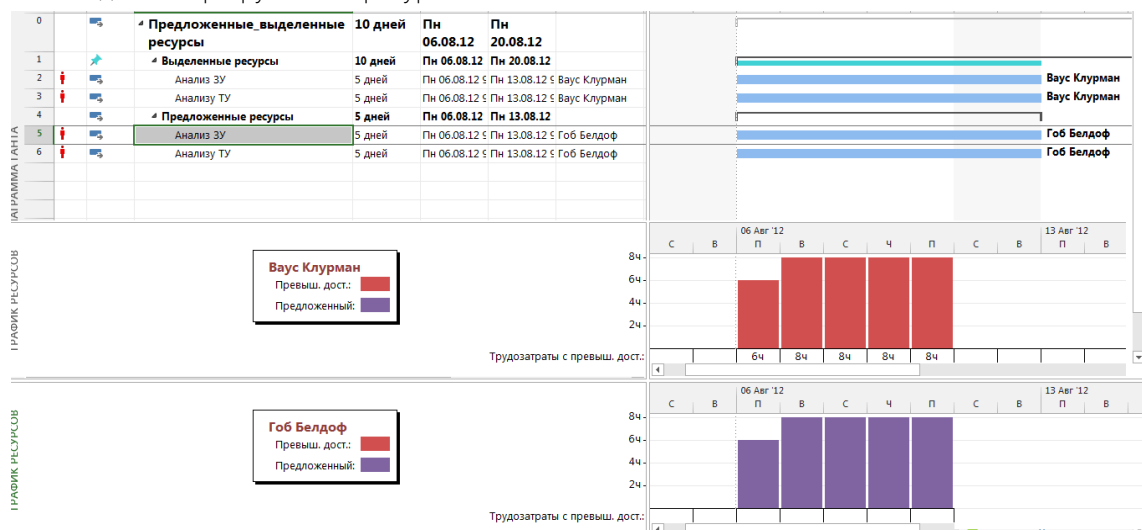 0 Предложенные_выделенные ресурсы 10 дней Пн 06.08.12 Пн 20.08.12
1 Выделенные ресурсы 10 дней Пн 06.08.12 Пн 20.08.12
2 Анализ ЗУ 5 дней Пн 06.08.12 9 Пн 13.08.12 9 Ваус Клурман
Ваус Клурман
3 Анализу ТУ 5 дней Пн 06.08.12 9 Пн 13.08.12 9 Ваус Клурман
Ваус Клурман
4 Предложенные ресурсы 5 дней Пн 06.08.12 Пн 13.08.12
5 Анализ ЗУ 5 дней Пн 06.08.12 9 Пн 13.08.12 9 Гоб Белдоф
Гоб Белдоф
6 Анализу ТУ 5 дней Пн 06.08.12 9 Пн 13.08.12 9 Гоб Белдоф
Гоб Белдоф
06 Авг '12 13 Авг '12
С В П В С Ч П С В П В
ГРАФИК РЕСУРСОВ
Ваус Клурман
Превыш. дост.:
Предложенный:
8ч
6ч
4ч
2ч
Трудозатраты с превыш. дост.: 6ч 8ч 8ч 8ч 8ч
06 Авг '12 13 Авг '12
С В П В С Ч П С В П В
ГРАФИК РЕСУРСОВ
Гоб Белдоф
Превыш. дост.:
Предложенный:
8ч
6ч
4ч
2ч
Трудозатраты с превыш. дост.: